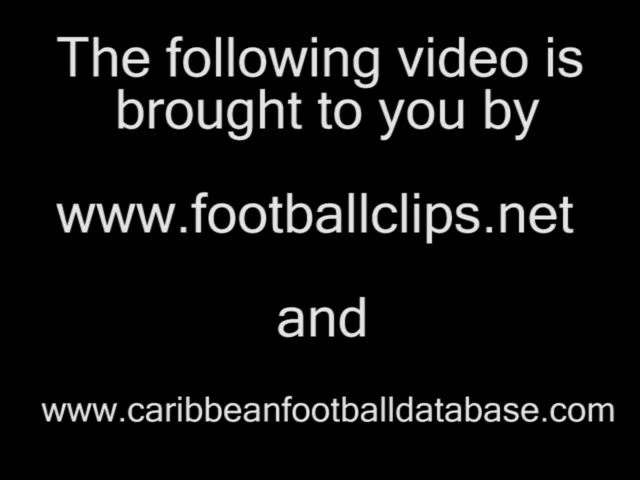 The following video is
brought to you by
www.footballclips.net
and
www.caribbeanfootballdatabase.com